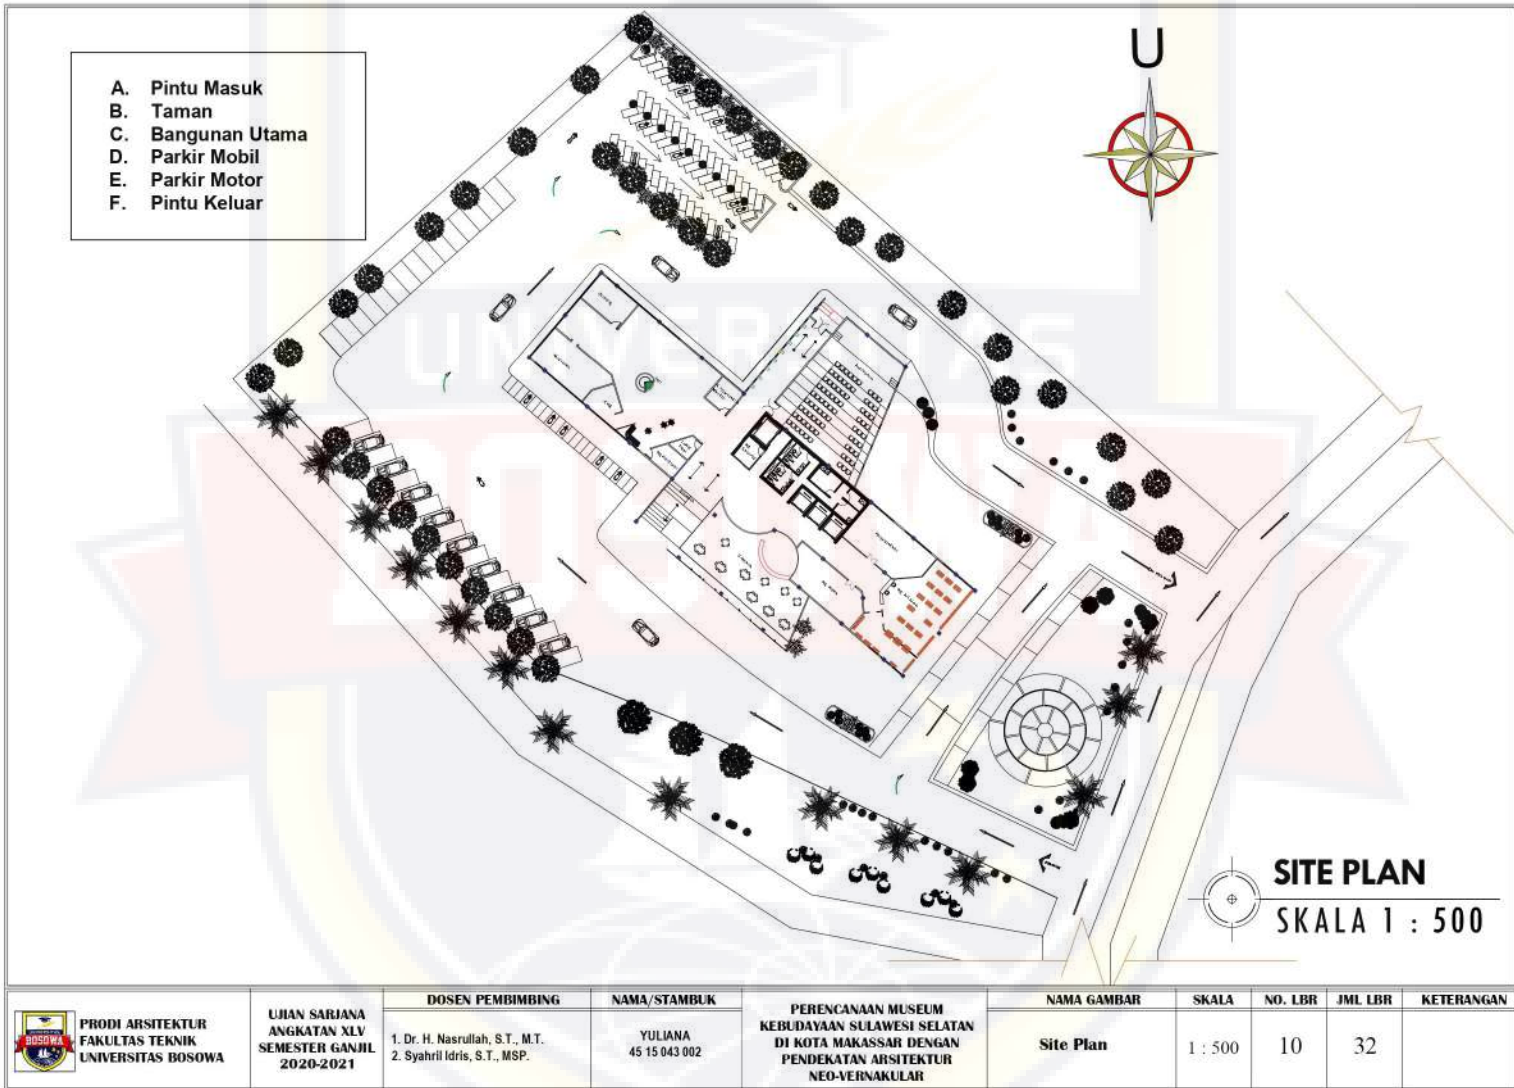 A. Pintu Masuk
B. Taman
C. Bangunan Utama
D. Parkir Mobil
E. Parkir Motor
F. Pintu Keluar
U
UNIVERSITAS
BOSOWA
SITE PLAN
SKALA 1 : 500
BOSOWA
PRODI ARSITEKTUR
FAKULTAS TEKNIK
UNIVERSITAS BOSOWA
UJIAN SARJANA
ANGKATAN XLV
SEMESTER GANJIL
2020-2021
DOSEN PEMBIMBING
1. Dr. H. Nasrullah, S.T., M.T.
2. Syahril Idris, S.T., MSP.
NAMA/STAMBUK
YULIANA
45 15 043 002
PERENCANAAN MUSEUM
KEBUDAYAAN SULAWESI SELATAN
DI KOTA MAKASSAR DENGAN
PENDEKATAN ARSITEKTUR
NEO-VERNAKULAR
NAMA GAMBAR
Site Plan
SKALA
1 : 500
NO. LBR
10
JML LBR
32
KETERANGAN